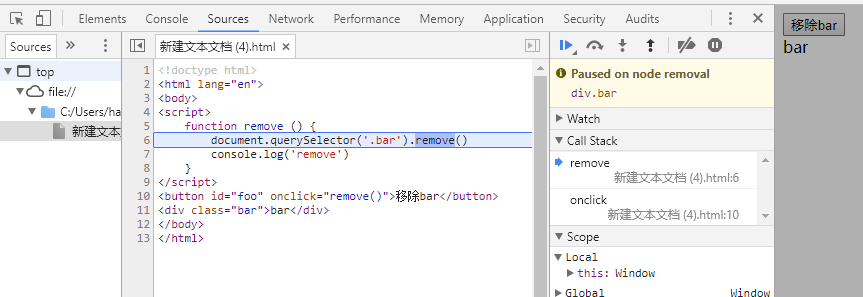 Elements Console Sources Network Performance Memory Application Security Audits
移除bar
bar
Sources
top
file://
C:/Users/ha
新建文本
新建文本文档 (4).html
1 <!doctype html>
2 <html lang="en">
3 <body>
4 <script>
5 function remove () {
6 document.querySelector('.bar').remove()
7 console.log('remove')
8 }
9 </script>
10 <button id="foo" onclick="remove()">移除bar</button>
11 <div class="bar">bar</div>
12 </body>
13 </html>
Paused on node removal
div.bar
Watch
Call Stack
remove
新建文本文档 (4).html:6
onclick
新建文本文档 (4).html:10
Scope
Local
this: Window
Global Window